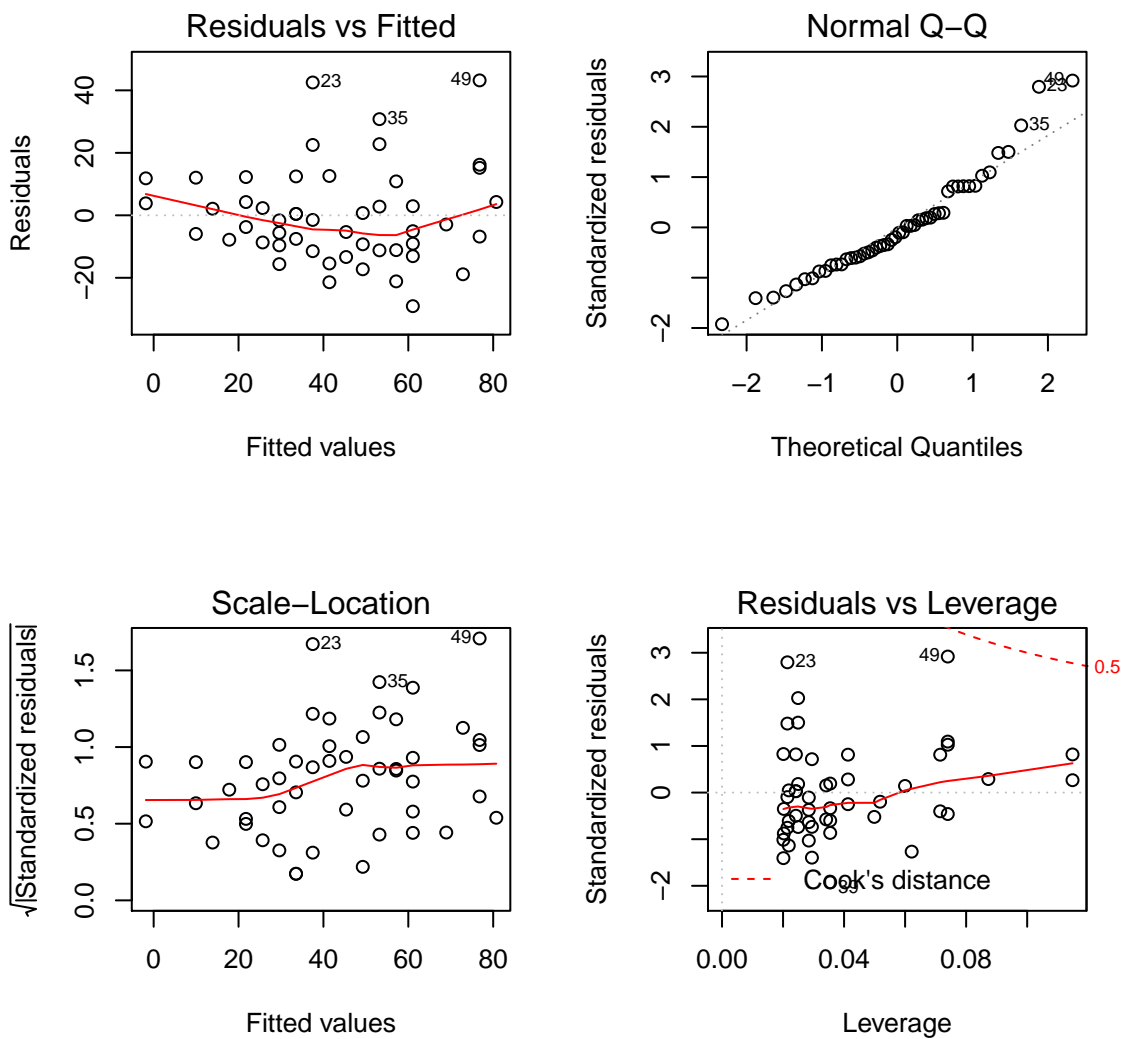 Residuals vs Fitted
Residuals
40
20
0
−20
23
49
35
0 20 40 60 80
Fitted values
Normal Q−Q
Standardized residuals
3
2
1
0
−2
49
23
35
−2 −1 0 1 2
Theoretical Quantiles
Scale−Location
√|Standardized residuals|
1.5
1.0
0.5
0.0
23
49
35
0 20 40 60 80
Fitted values
Residuals vs Leverage
Standardized residuals
3
2
1
0
−2
23
49
0.5
Cook's distance
39
0.00 0.04 0.08
Leverage